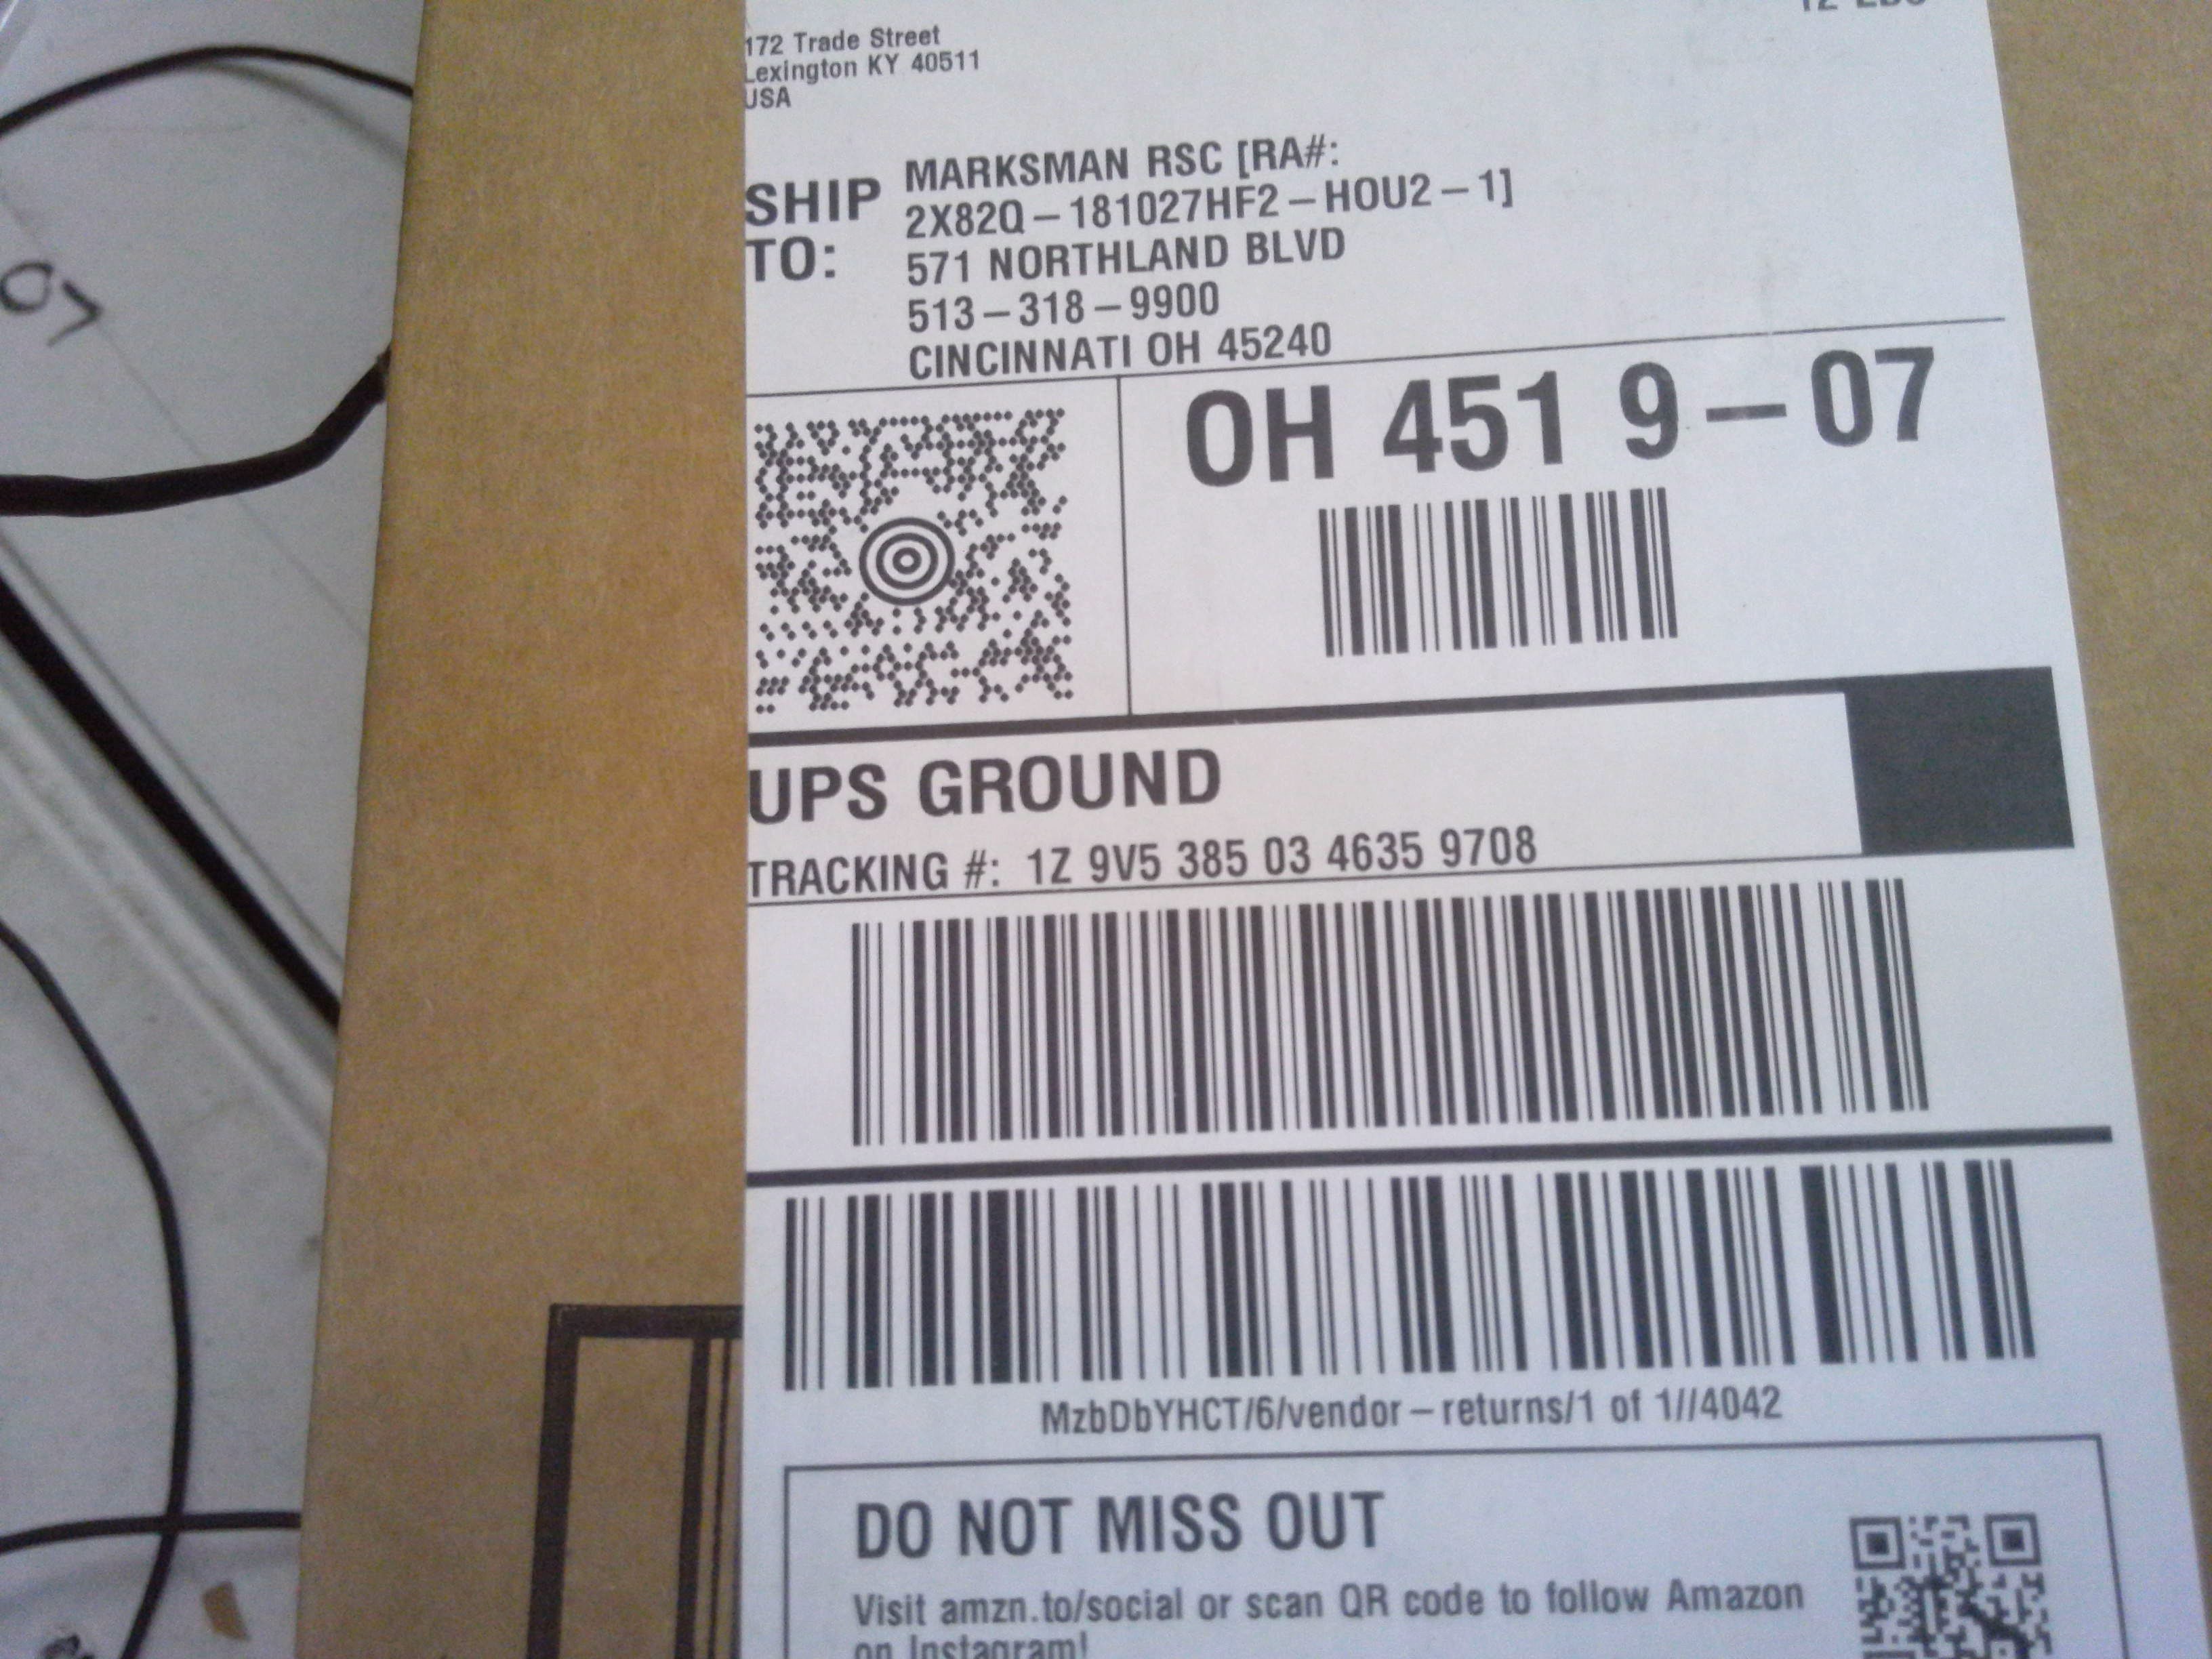 172 Trade Street
Lexington KY 40511
USA
SHIP TO:
MARKSMAN RSC [RA#:
2X82Q-181027HF2-HOU2-1]
571 NORTHLAND BLVD
513-318-9900
CINCINNATI OH 45240
OH 451 9-07
UPS GROUND
TRACKING #: 1Z 9V5 385 03 4635 9708
MzbDbYHCT/6/vendor-returns/1 of 1//4042
DO NOT MISS OUT
Visit amzn.to/social or scan QR code to follow Amazon
on Instagram!